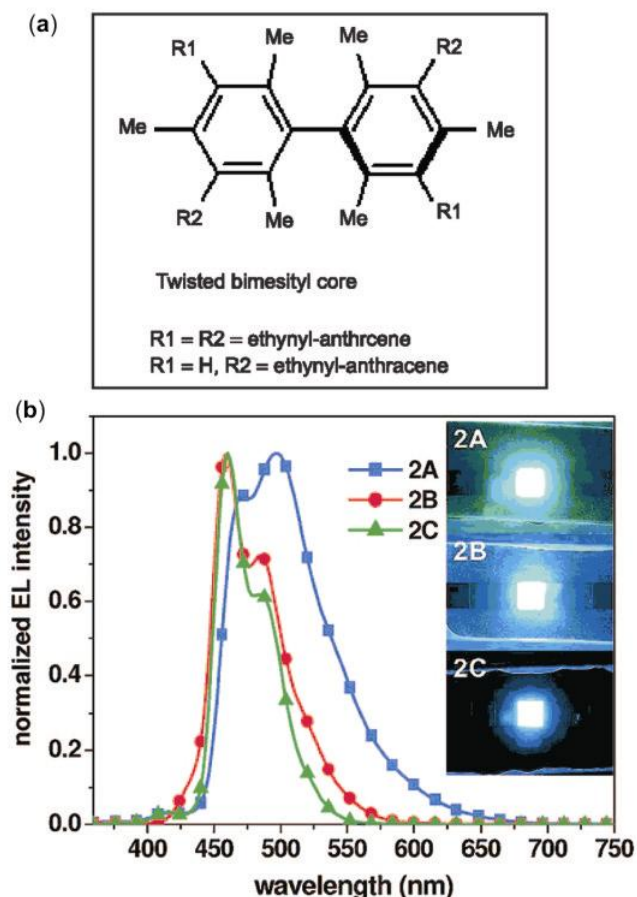 (a)
R1
Me
Me
R2
Me
Me
R2
Me
Me
R1
Twisted bimesityl core
R1 = R2 = ethynyl-anthrcene
R1 = H, R2 = ethynyl-anthracene
(b)
normalized EL intensity
1.0
0.8
0.6
0.4
0.2
0.0
2A
2B
2C
2A
2B
2C
400 450 500 550 600 650 700 750
wavelength (nm)